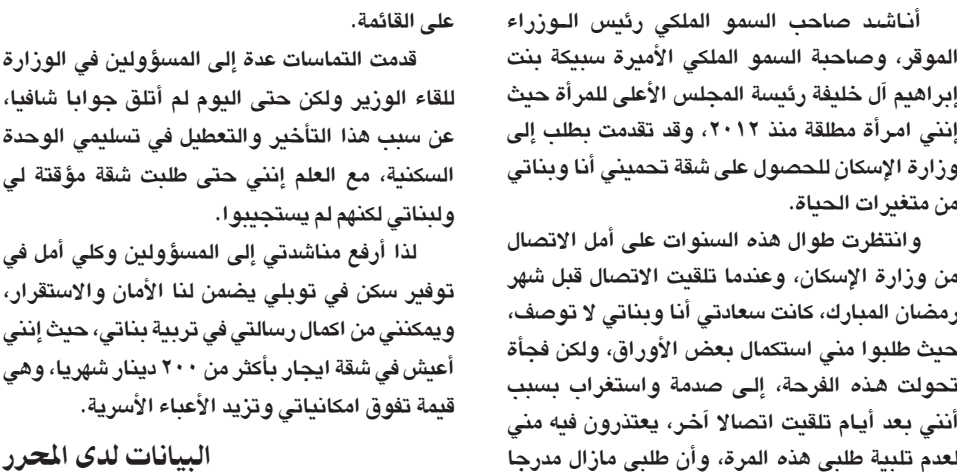 أناشد صاحب السمو الملكي رئيس الوزراء
الموقر، وصاحبة السمو الملكي الأميرة سبيكة بنت
إبراهيم آل خليفة رئيسة المجلس الأعلى للمرأة حيث
إنني امرأة مطلقة منذ ٢٠١٢، وقد تقدمت بطلب إلى
وزارة الإسكان للحصول على شقة تحميني أنا وبناتي
من متغيرات الحياة.
وانتظرت طوال هذه السنوات على أمل الاتصال
من وزارة الإسكان، وعندما تلقيت الاتصال قبل شهر
رمضان المبارك، كانت سعادتي أنا وبناتي لا توصف،
حيث طلبوا مني استكمال بعض الأوراق، ولكن فجأة
تحولت هذه الفرحة، إلى صدمة واستغراب بسبب
أنني بعد أيام تلقيت اتصالا آخر، يعتذرون فيه مني
لعدم تلبية طلبي هذه المرة، وأن طلبي مازال مدرجا
على القائمة.
قدمت التماسات عدة إلى المسؤولين في الوزارة
للقاء الوزير ولكن حتى اليوم لم أتلق جوابا شافيا،
عن سبب هذا التأخير والتعطيل في تسليمي الوحدة
السكنية، مع العلم إنني حتى طلبت شقة مؤقتة لي
ولبناتي لكنهم لم يستجيبوا.
لذا أرفع مناشدتي إلى المسؤولين وكلي أمل في
توفير سكن في توبلي يضمن لنا الأمان والاستقرار،
ويمكنني من اكمال رسالتي في تربية بناتي، حيث إنني
أعيش في شقة ايجار بأكثر من ٢٠٠ دينار شهريا، وهي
قيمة تفوق امكانياتي وتزيد الأعباء الأسرية.
البيانات لدى المحرر